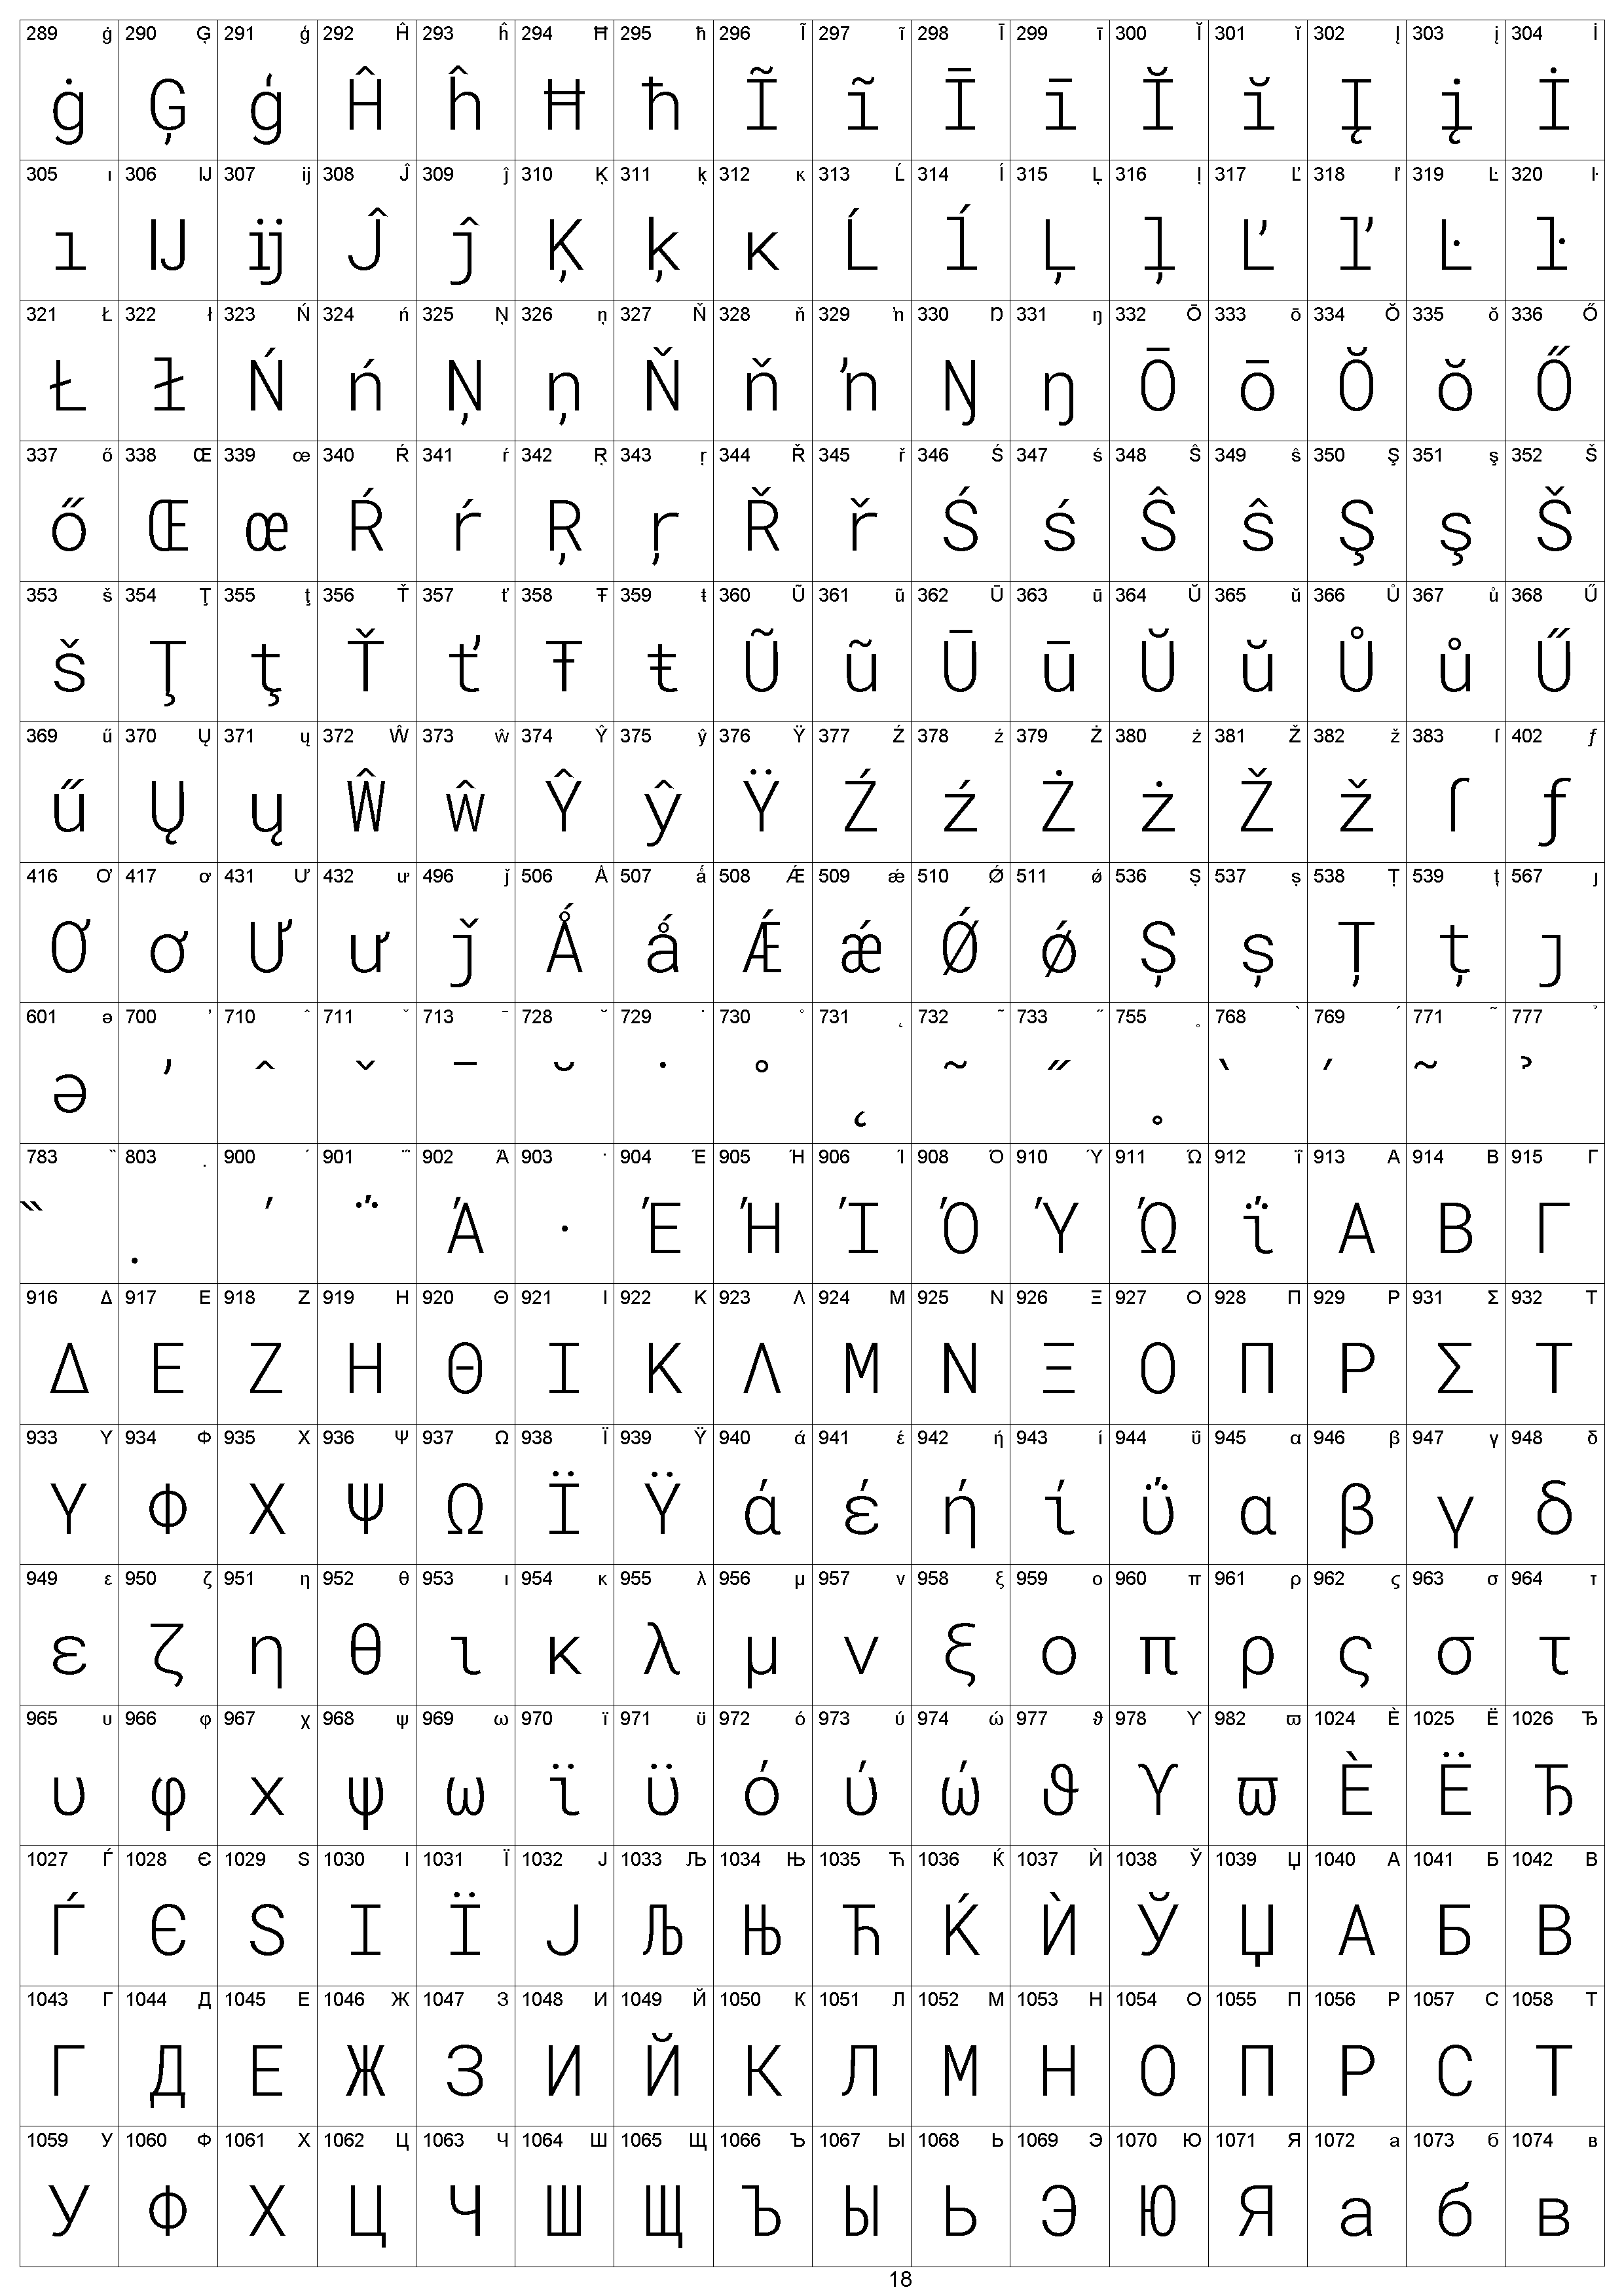 289 ġ 290 Ģ 291 ģ 292 Ĥ 293 ĥ 294 Ħ 295 ħ 296 Ĩ 297 ĩ 298 Ī 299 ī 300 Ĭ 301 ĭ 302 Į 303 į 304 İ
ġ Ģ ģ Ĥ ĥ Ħ ħ Ĩ ĩ Ī ī Ĭ ĭ Į į İ
305 ı 306 Ĳ 307 ĳ 308 Ĵ 309 ĵ 310 Ķ 311 ķ 312 ĸ 313 Ĺ 314 ĺ 315 Ļ 316 ļ 317 Ľ 318 ľ 319 Ŀ 320 ŀ
ı Ĳ ĳ Ĵ ĵ Ķ ķ ĸ Ĺ ĺ Ļ ļ Ľ ľ Ŀ ŀ
321 Ł 322 ł 323 Ń 324 ń 325 Ņ 326 ņ 327 Ň 328 ň 329 ŉ 330 Ŋ 331 ŋ 332 Ō 333 ō 334 Ŏ 335 ŏ 336 Ő
Ł ł Ń ń Ņ ņ Ň ň ŉ Ŋ ŋ Ō ō Ŏ ŏ Ő
337 ő 338 Œ 339 œ 340 Ŕ 341 ŕ 342 Ŗ 343 ŗ 344 Ř 345 ř 346 Ś 347 ś 348 Ŝ 349 ŝ 350 Ş 351 ş 352 Š
ő Œ œ Ŕ ŕ Ŗ ŗ Ř ř Ś ś Ŝ ŝ Ş ş Š
353 š 354 Ţ 355 ţ 356 Ť 357 ť 358 Ŧ 359 ŧ 360 Ũ 361 ũ 362 Ū 363 ū 364 Ŭ 365 ŭ 366 Ů 367 ů 368 Ű
š Ţ ţ Ť ť Ŧ ŧ Ũ ũ Ū ū Ŭ ŭ Ů ů Ű
369 ű 370 Ų 371 ų 372 Ŵ 373 ŵ 374 Ŷ 375 ŷ 376 Ÿ 377 Ź 378 ź 379 Ż 380 ż 381 Ž 382 ž 383 ſ 402 ƒ
ű Ų ų Ŵ ŵ Ŷ ŷ Ÿ Ź ź Ż ż Ž ž ſ ƒ
416 Ơ 417 ơ 431 Ư 432 ư 496 ǰ 506 Ǻ 507 ǻ 508 Ǽ 509 ǽ 510 Ǿ 511 ǿ 536 Ș 537 ș 538 Ț 539 ț 567 ȷ
Ơ ơ Ư ư ǰ Ǻ ǻ Ǽ ǽ Ǿ ǿ Ș ș Ț ț ȷ
601 ə 700 ʼ 710 ˆ 711 ˇ 713 ˉ 728 ˘ 729 ˙ 730 ˚ 731 ˛ 732 ˜ 733 ˝ 755 ˳ 768 ̀ 769 ́ 771 ̃ 777 ̉
ə ʼ ˆ ˇ ˉ ˘ ˙ ˚ ˛ ˜ ˝ ˳ ̀ ́ ̃ ̉
783 ̏ 803 ̣ 900 ΄ 901 ΅ 902 Ά 903 · 904 Έ 905 Ή 906 Ί 908 Ό 910 Ύ 911 Ώ 912 ΐ 913 Α 914 Β 915 Γ
̏ ̣ ΄ ΅ Ά · Έ Ή Ί Ό Ύ Ώ ΐ Α Β Γ
916 Δ 917 Ε 918 Ζ 919 Η 920 Θ 921 Ι 922 Κ 923 Λ 924 Μ 925 Ν 926 Ξ 927 Ο 928 Π 929 Ρ 931 Σ 932 Τ
Δ Ε Ζ Η Θ Ι Κ Λ Μ Ν Ξ Ο Π Ρ Σ Τ
933 Υ 934 Φ 935 Χ 936 Ψ 937 Ω 938 Ϊ 939 Ϋ 940 ά 941 έ 942 ή 943 ί 944 ΰ 945 α 946 β 947 γ 948 δ
Υ Φ Χ Ψ Ω Ϊ Ϋ ά έ ή ί ΰ α β γ δ
949 ε 950 ζ 951 η 952 θ 953 ι 954 κ 955 λ 956 μ 957 ν 958 ξ 959 ο 960 π 961 ρ 962 ς 963 σ 964 τ
ε ζ η θ ι κ λ μ ν ξ ο π ρ ς σ τ
965 υ 966 φ 967 χ 968 ψ 969 ω 970 ϊ 971 ϋ 972 ό 973 ύ 974 ώ 977 ϑ 978 ϒ 982 ϖ 1024 Ѐ 1025 Ё 1026 Ђ
υ φ χ ψ ω ϊ ϋ ό ύ ώ ϑ ϒ ϖ Ѐ Ё Ђ
1027 Ѓ 1028 Є 1029 Ѕ 1030 І 1031 Ї 1032 Ј 1033 Љ 1034 Њ 1035 Ћ 1036 Ќ 1037 Ѝ 1038 Ў 1039 Џ 1040 А 1041 Б 1042 В
Ѓ Є Ѕ І Ї Ј Љ Њ Ћ Ќ Ѝ Ў Џ А Б В
1043 Г 1044 Д 1045 Е 1046 Ж 1047 З 1048 И 1049 Й 1050 К 1051 Л 1052 М 1053 Н 1054 О 1055 П 1056 Р 1057 С 1058 Т
Г Д Е Ж З И Й К Л М Н О П Р С Т
1059 У 1060 Ф 1061 Х 1062 Ц 1063 Ч 1064 Ш 1065 Щ 1066 Ъ 1067 Ы 1068 Ь 1069 Э 1070 Ю 1071 Я 1072 а 1073 б 1074 в
У Ф Х Ц Ч Ш Щ Ъ Ы Ь Э Ю Я а б в
18